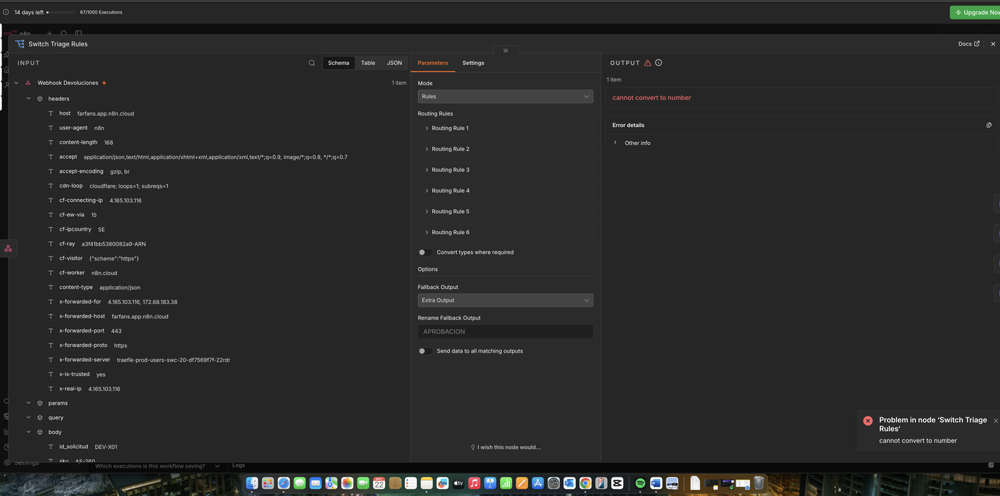 14 days left
67/1000 Executions
Upgrade Now
n8n
Switch Triage Rules
Docs
INPUT
Schema
Table
JSON
Parameters
Settings
OUTPUT
Webhook Devoluciones
1 item
headers
host farfans.app.n8n.cloud
user-agent n8n
content-length 168
accept application/json,text/html,application/xhtml+xml,application/xml,text/*;q=0.9, image/*;q=0.8, */*;q=0.7
accept-encoding gzip, br
cdn-loop cloudflare; loops=1; subreqs=1
cf-connecting-ip 4.165.103.116
cf-ew-via 15
cf-ipcountry SE
cf-ray a3f41bb5380082a9-ARN
cf-visitor {"scheme":"https"}
cf-worker n8n.cloud
content-type application/json
x-forwarded-for 4.165.103.116, 172.68.183.38
x-forwarded-host farfans.app.n8n.cloud
x-forwarded-port 443
x-forwarded-proto https
x-forwarded-server traefik-prod-users-swc-20-df7569f7f-22rdr
x-is-trusted yes
x-real-ip 4.165.103.116
params
query
body
id_solicitud DEV-X01
sku AS-260
Mode
Rules
Routing Rules
Routing Rule 1
Routing Rule 2
Routing Rule 3
Routing Rule 4
Routing Rule 5
Routing Rule 6
Convert types where required
Options
Fallback Output
Extra Output
Rename Fallback Output
APROBACION
Send data to all matching outputs
I wish this node would...
1 item
cannot convert to number
Error details
Other info
Problem in node ‘Switch Triage
Rules‘
cannot convert to number
Settings
Which executions is this workflow saving?
Logs
22
tv